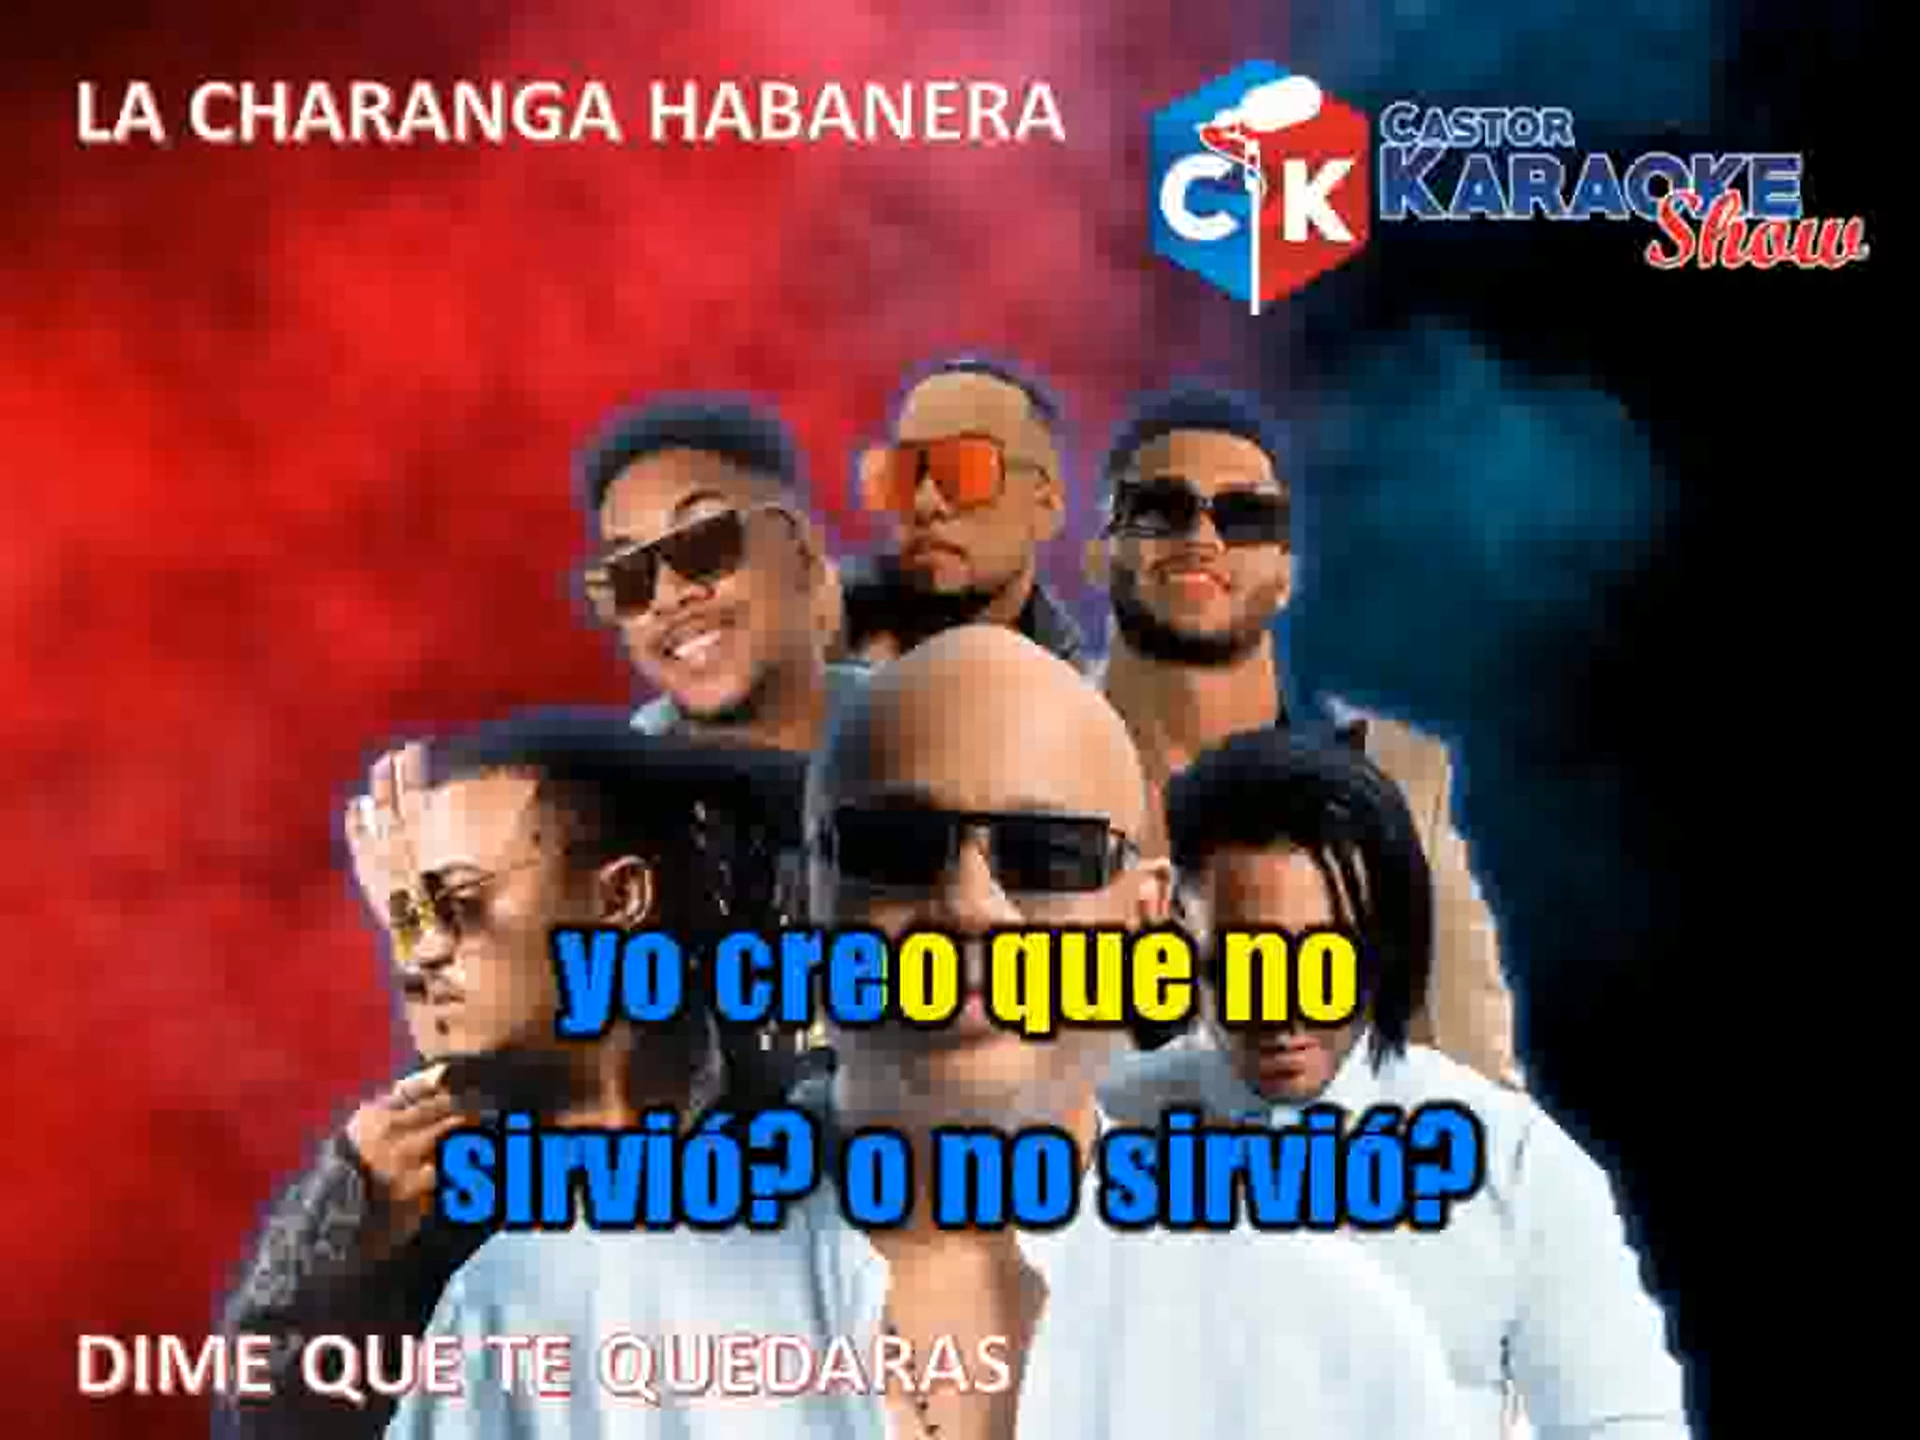 LA CHARANGA HABANERA
CK
CASTOR
KARAOKE
Show
yo creo que no
sirvió? o no sirvió?
DIME QUE TE QUEDARAS